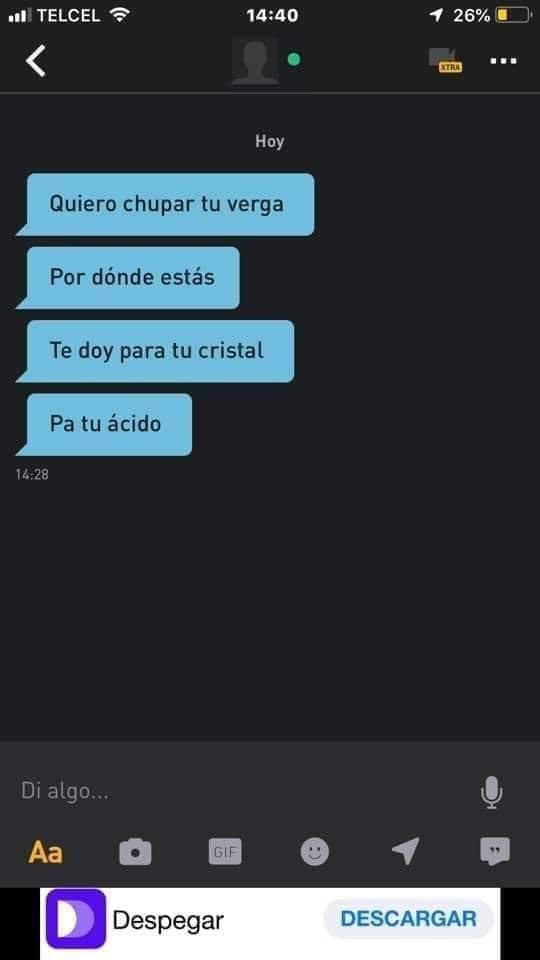 TELCEL 14:40 26%
XTRA
Hoy
Quiero chupar tu verga
Por dónde estás
Te doy para tu cristal
Pa tu ácido
14:28
Di algo...
Aa GIF
Despegar DESCARGAR